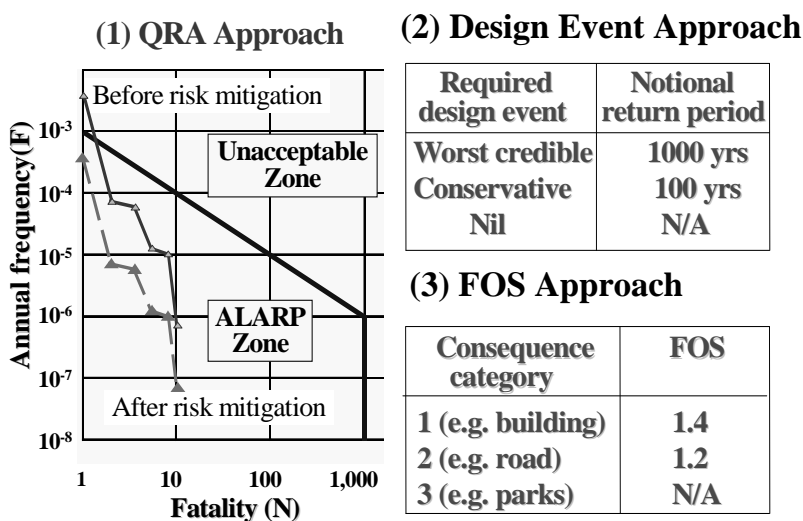 (1) QRA Approach
Before risk mitigation
Unacceptable
Zone
ALARP
Zone
After risk mitigation
Annual frequency(F)
10-3
10-4
10-5
10-6
10-7
10-8
1
10
100
1,000
Fatality (N)
(2) Design Event Approach
Required design event
Notional return period
Worst credible 1000 yrs
Conservative 100 yrs
Nil N/A
(3) FOS Approach
Consequence category
FOS
1 (e.g. building) 1.4
2 (e.g. road) 1.2
3 (e.g. parks) N/A